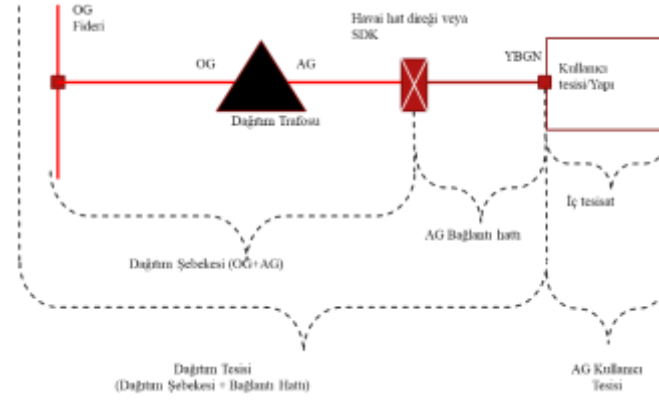 OG
Fideri
Havai hat direği veya
SDK
OG
AG
YBGN
Kullanıcı
tesisi/Yapı
Dağıtım Trafosu
İç tesisat
AG Bağlantı hattı
Dağıtım Şebekesi (OG+AG)
Dağıtım Tesisi
(Dağıtım Şebekesi + Bağlantı Hattı)
AG Kullanıcı
Tesisi